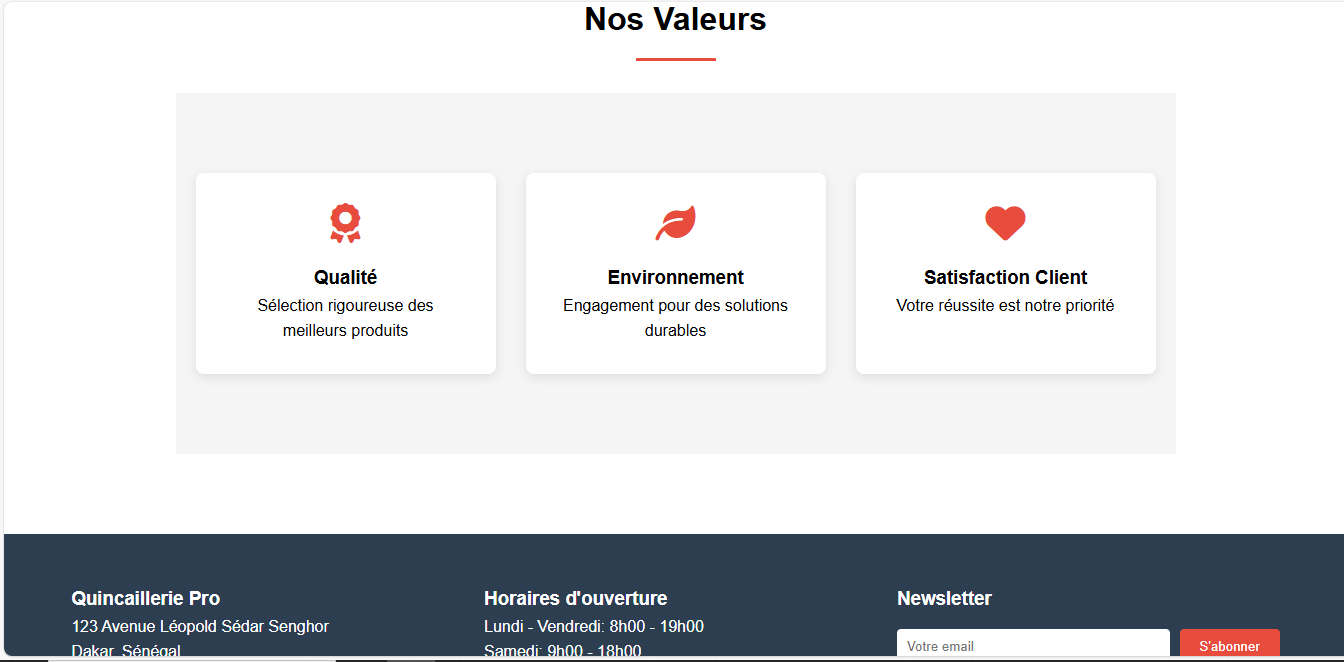 Nos Valeurs
Qualité
Sélection rigoureuse des
meilleurs produits
Environnement
Engagement pour des solutions
durables
Satisfaction Client
Votre réussite est notre priorité
Quincaillerie Pro
123 Avenue Léopold Sédar Senghor
Dakar, Sénégal
Horaires d'ouverture
Lundi - Vendredi: 8h00 - 19h00
Samedi: 9h00 - 18h00
Newsletter
Votre email
S'abonner